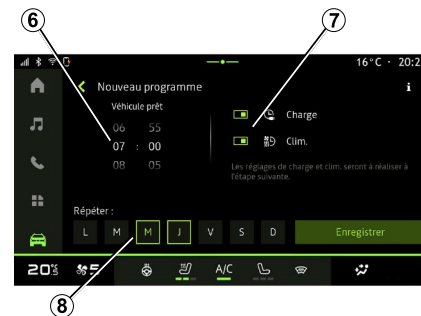 6
7
16°C · 20:2
Nouveau programme
i
Véhicule prêt
06 55
07 : 00
08 05
Charge
Clim.
Les réglages de charge et clim. seront à réaliser à
l'étape suivante.
Répéter :
L M M J V S D
Enregistrer
A/C
8